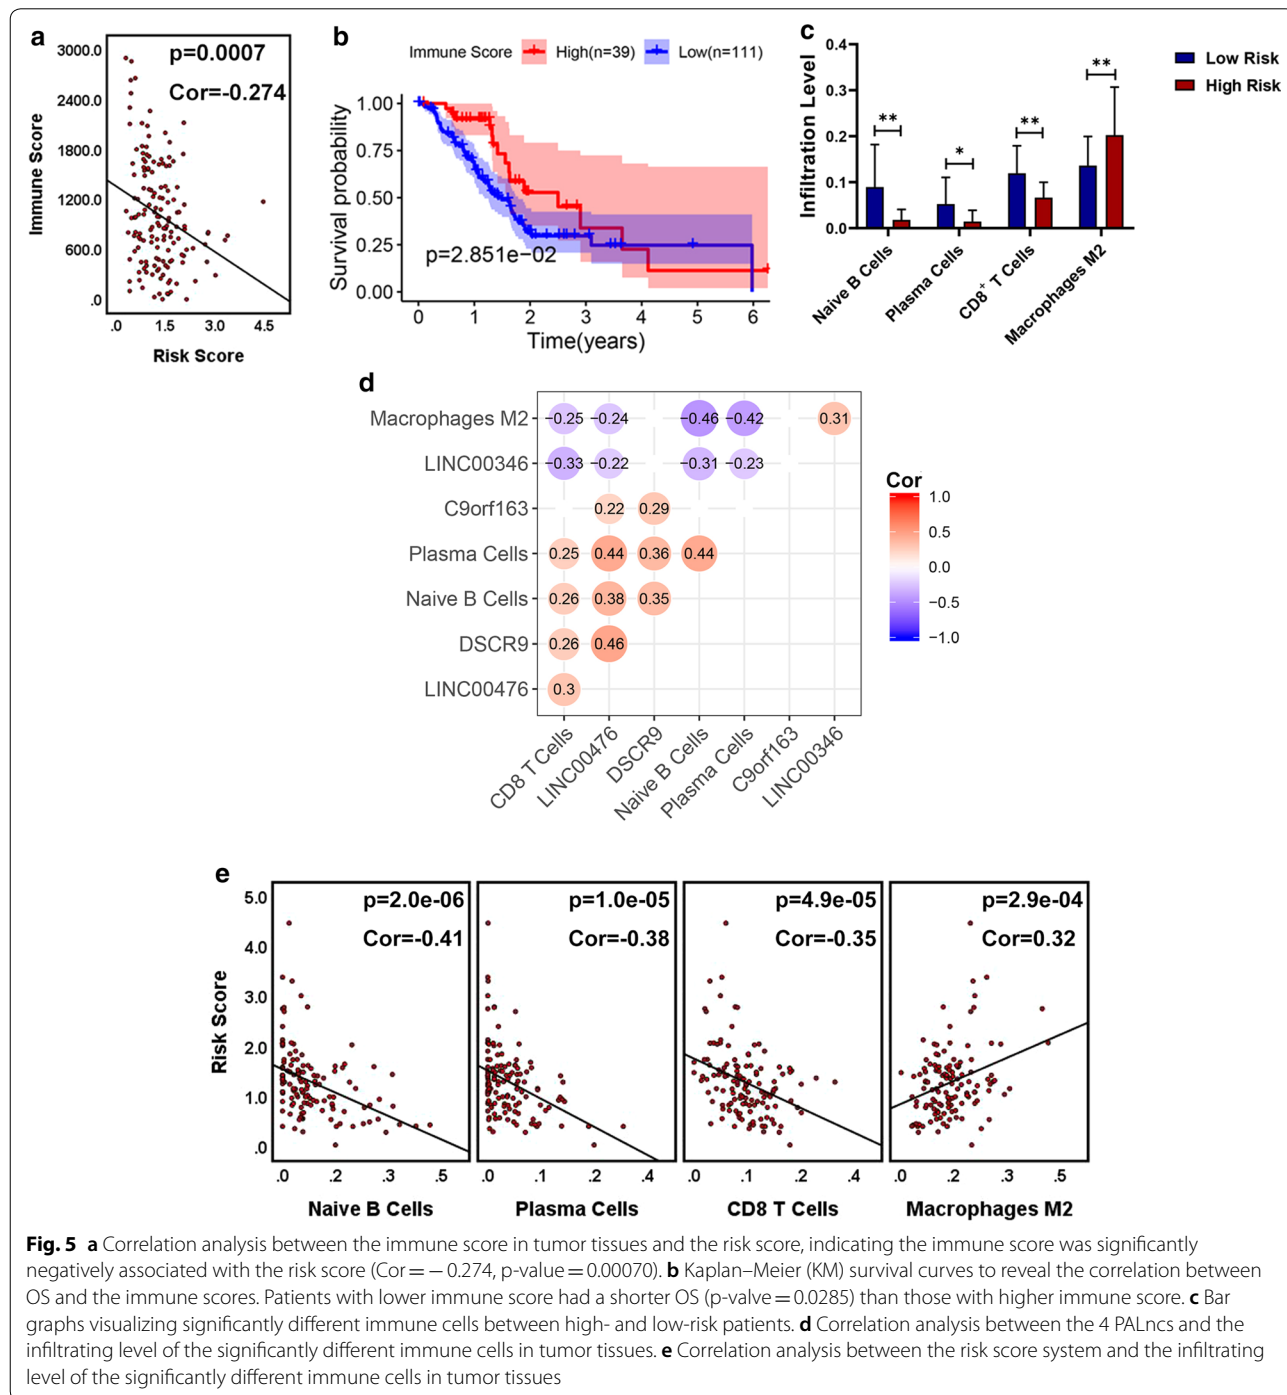 a
3000.0
2400.0
1800.0
1200.0
600.0
.0
Immune Score
p=0.0007
Cor=-0.274
.0 1.5 3.0 4.5
Risk Score
b
Immune Score High(n=39) Low(n=111)
1.00
0.75
0.50
0.25
0.00
Survival probability
p=2.851e−02
0 1 2 3 4 5 6
Time(years)
c
0.4
0.3
0.2
0.1
0.0
Infiltration Level
** * ** **
Low Risk
High Risk
Naive B Cells
Plasma Cells
CD8+ T Cells
Macrophages M2
d
Macrophages M2 −0.25 −0.24 −0.46 −0.42 0.31
LINC00346 −0.33 −0.22 −0.31 −0.23
C9orf163 0.22 0.29
Plasma Cells 0.25 0.44 0.36 0.44
Naive B Cells 0.26 0.38 0.35
DSCR9 0.26 0.46
LINC00476 0.3
CD8 T Cells
LINC00476
DSCR9
Naive B Cells
Plasma Cells
C9orf163
LINC00346
Cor
1.0
0.5
0.0
−0.5
−1.0
e
5.0
4.0
3.0
2.0
1.0
.0
Risk Score
p=2.0e-06
Cor=-0.41
.0 .2 .3 .5
Naive B Cells
p=1.0e-05
Cor=-0.38
.0 .1 .2 .4
Plasma Cells
p=4.9e-05
Cor=-0.35
.0 .1 .2 .4
CD8 T Cells
p=2.9e-04
Cor=0.32
.0 .2 .3 .5
Macrophages M2
Fig. 5 a Correlation analysis between the immune score in tumor tissues and the risk score, indicating the immune score was significantly
negatively associated with the risk score (Cor = − 0.274, p-value = 0.00070). b Kaplan–Meier (KM) survival curves to reveal the correlation between
OS and the immune scores. Patients with lower immune score had a shorter OS (p-valve = 0.0285) than those with higher immune score. c Bar
graphs visualizing significantly different immune cells between high- and low-risk patients. d Correlation analysis between the 4 PALncs and the
infiltrating level of the significantly different immune cells in tumor tissues. e Correlation analysis between the risk score system and the infiltrating
level of the significantly different immune cells in tumor tissues